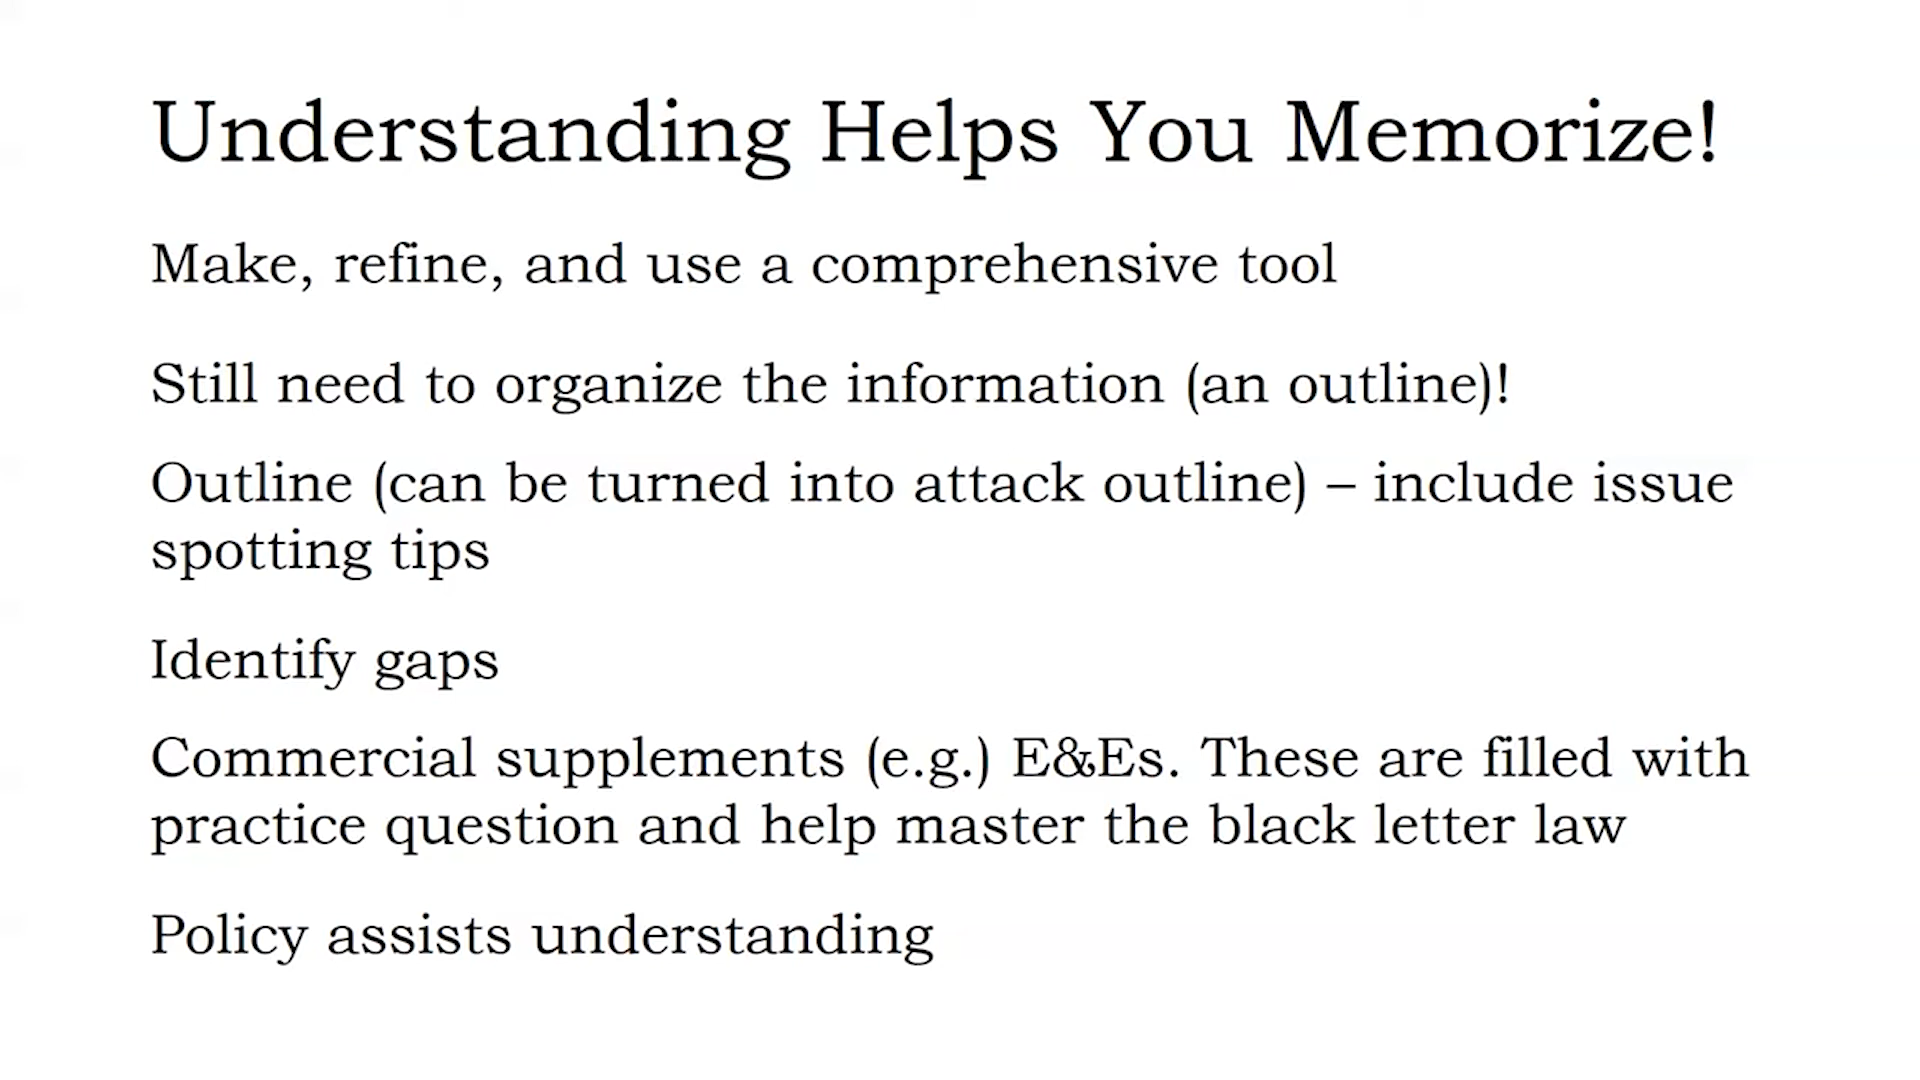 Understanding Helps You Memorize!
Make, refine, and use a comprehensive tool
Still need to organize the information (an outline)!
Outline (can be turned into attack outline) – include issue
spotting tips
Identify gaps
Commercial supplements (e.g.) E&Es. These are filled with
practice question and help master the black letter law
Policy assists understanding